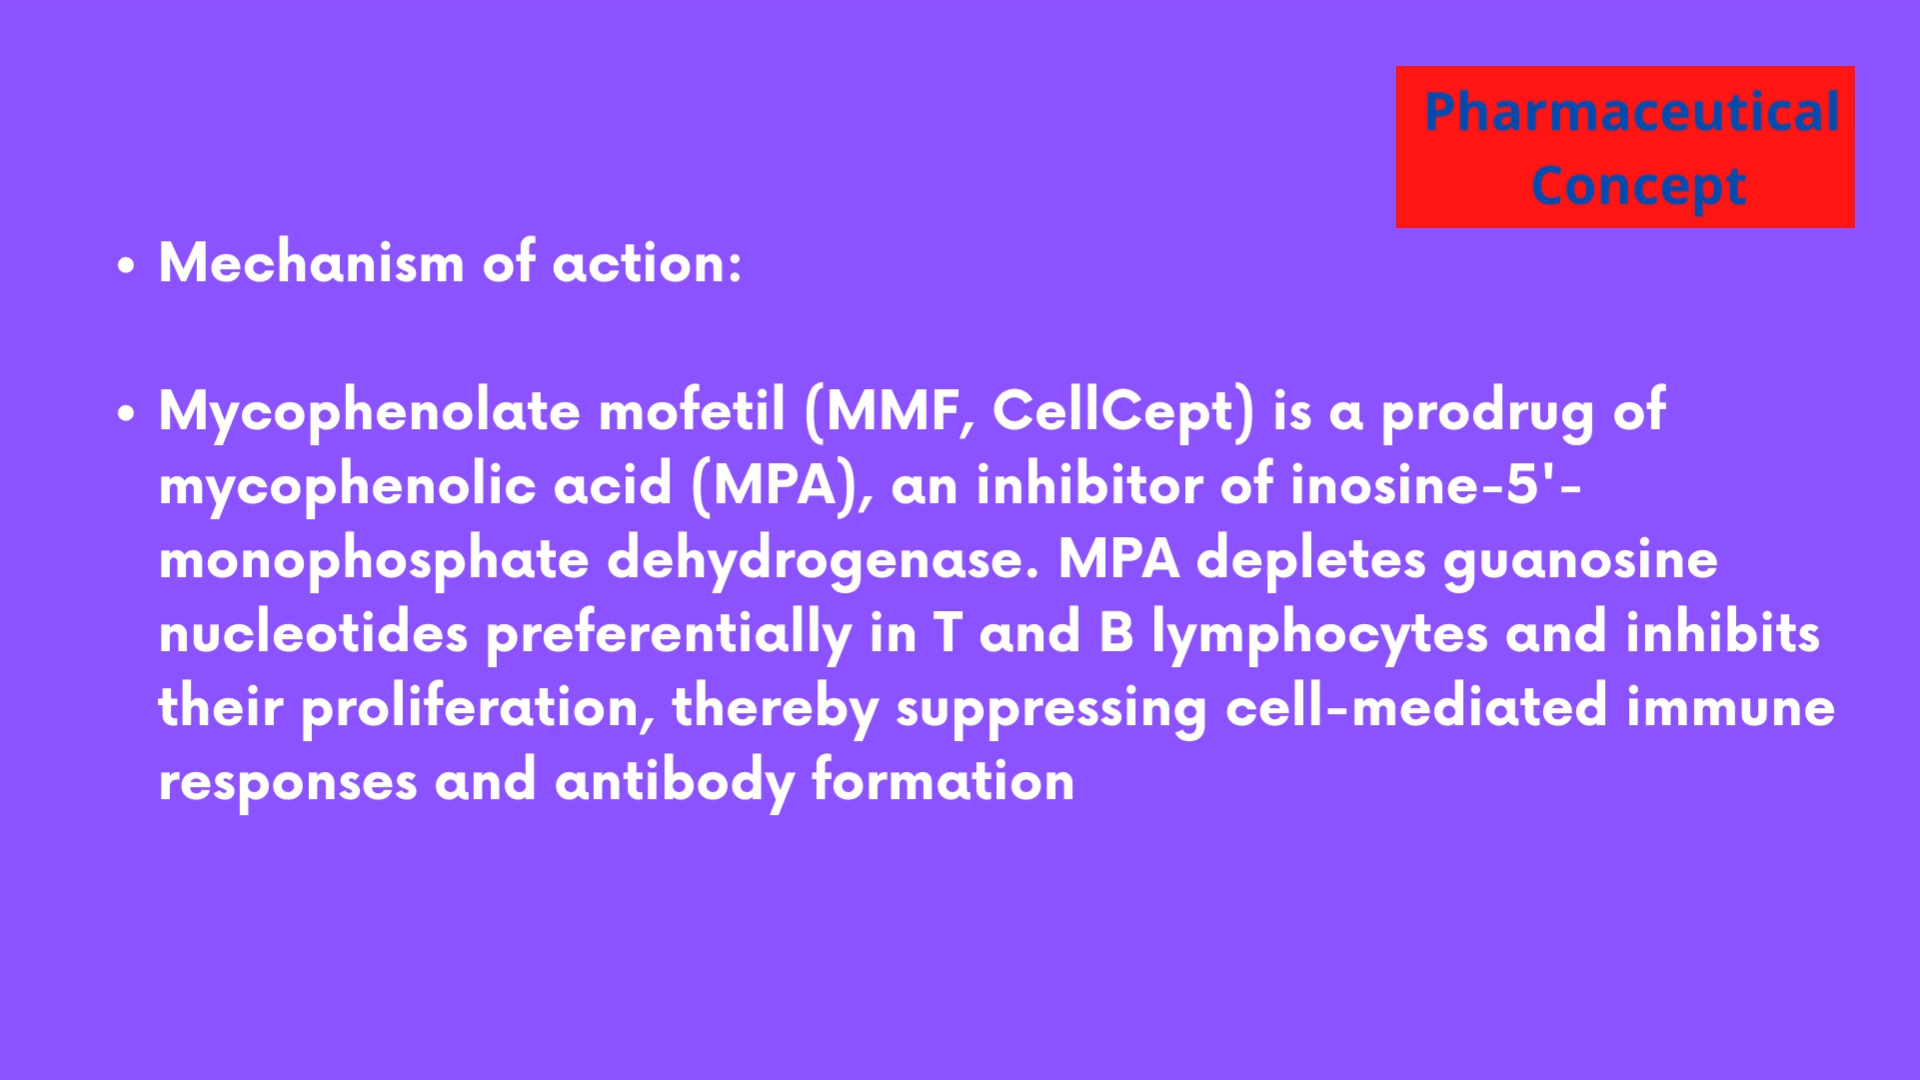 Pharmaceutical
Concept
• Mechanism of action:
• Mycophenolate mofetil (MMF, CellCept) is a prodrug of
mycophenolic acid (MPA), an inhibitor of inosine-5'-
monophosphate dehydrogenase. MPA depletes guanosine
nucleotides preferentially in T and B lymphocytes and inhibits
their proliferation, thereby suppressing cell-mediated immune
responses and antibody formation